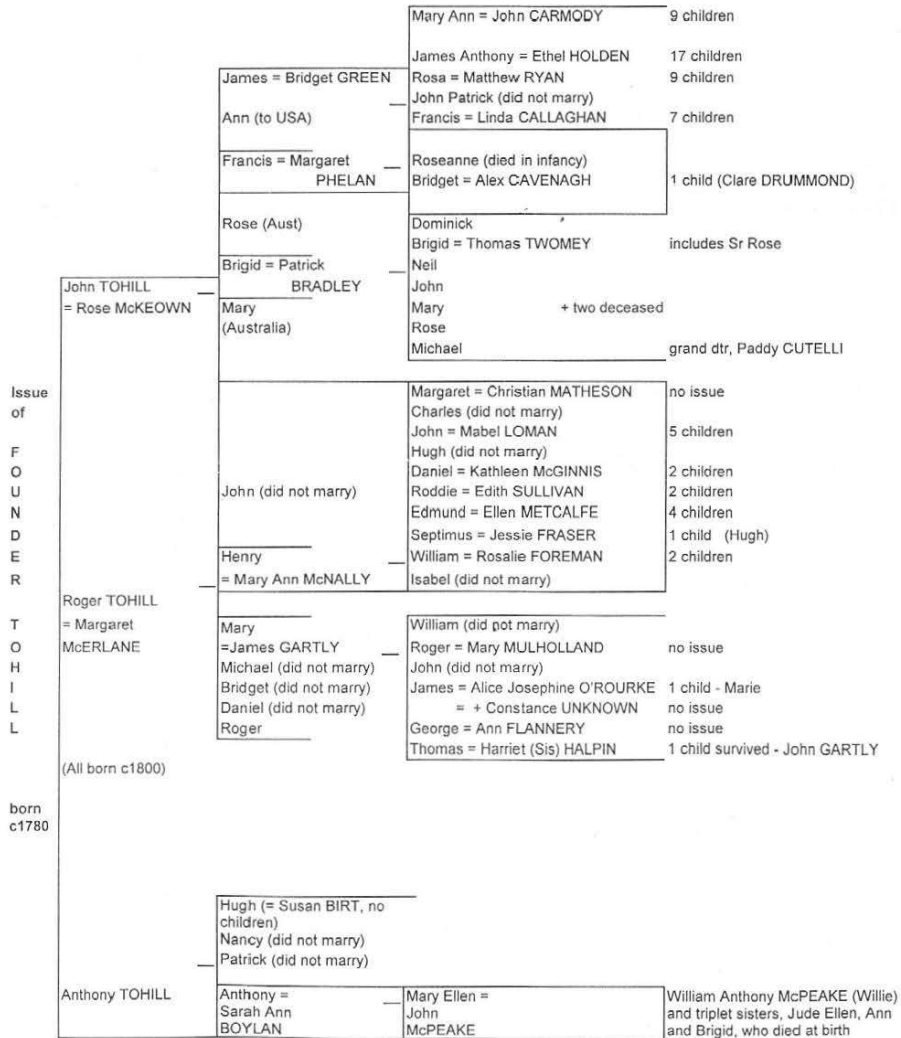 Mary Ann = John CARMODY 9 children
James Anthony = Ethel HOLDEN 17 children
James = Bridget GREEN Rosa = Matthew RYAN 9 children
John Patrick (did not marry)
Ann (to USA) Francis = Linda CALLAGHAN 7 children
Francis = Margaret Roseanne (died in infancy)
PHELAN Bridget = Alex CAVENAGH 1 child (Clare DRUMMOND)
Rose (Aust) Dominick
Brigid = Thomas TWOMEY includes Sr Rose
Brigid = Patrick Neil
John TOHILL BRADLEY John
= Rose McKEOWN Mary Mary + two deceased
(Australia) Rose
Michael grand dtr, Paddy CUTELLI
Issue Margaret = Christian MATHESON no issue
of Charles (did not marry)
John = Mabel LOMAN 5 children
F Hugh (did not marry)
O Daniel = Kathleen McGINNIS 2 children
U John (did not marry) Roddie = Edith SULLIVAN 2 children
N Edmund = Ellen METCALFE 4 children
D Septimus = Jessie FRASER 1 child (Hugh)
E Henry William = Rosalie FOREMAN 2 children
R = Mary Ann McNALLY Isabel (did not marry)
Roger TOHILL
T = Margaret Mary William (did not marry)
O McERLANE =James GARTLY Roger = Mary MULHOLLAND no issue
H Michael (did not marry) John (did not marry)
I Bridget (did not marry) James = Alice Josephine O'ROURKE 1 child - Marie
L Daniel (did not marry) = + Constance UNKNOWN no issue
L Roger George = Ann FLANNERY no issue
Thomas = Harriet (Sis) HALPIN 1 child survived - John GARTLY
(All born c1800)
born
c1780
Hugh (= Susan BIRT, no
children)
Nancy (did not marry)
Patrick (did not marry)
Anthony TOHILL Anthony = Mary Ellen = William Anthony McPEAKE (Willie)
Sarah Ann John and triplet sisters, Jude Ellen, Ann
BOYLAN McPEAKE and Brigid, who died at birth